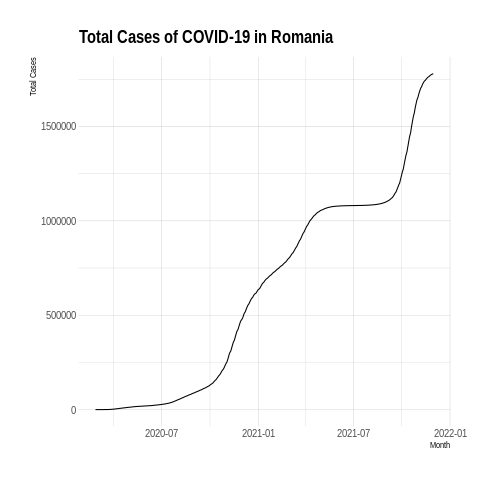 Total Cases of COVID-19 in Romania
Total Cases
1500000
1000000
500000
0
2020-07 2021-01 2021-07 2022-01
Month